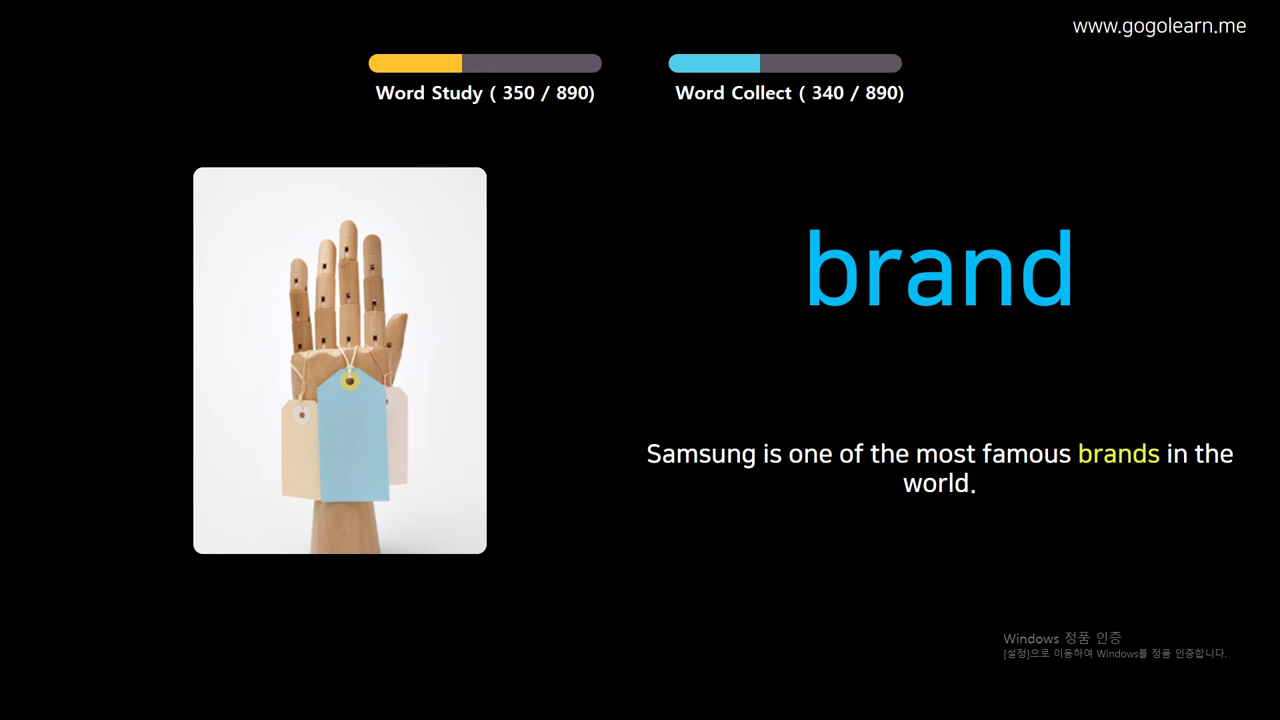 www.gogolearn.me
Word Study ( 350 / 890)
Word Collect ( 340 / 890)
brand
Samsung is one of the most famous brands in the
world.
Windows 정품 인증
[설정]으로 이동하여 Windows를 정품 인증합니다.